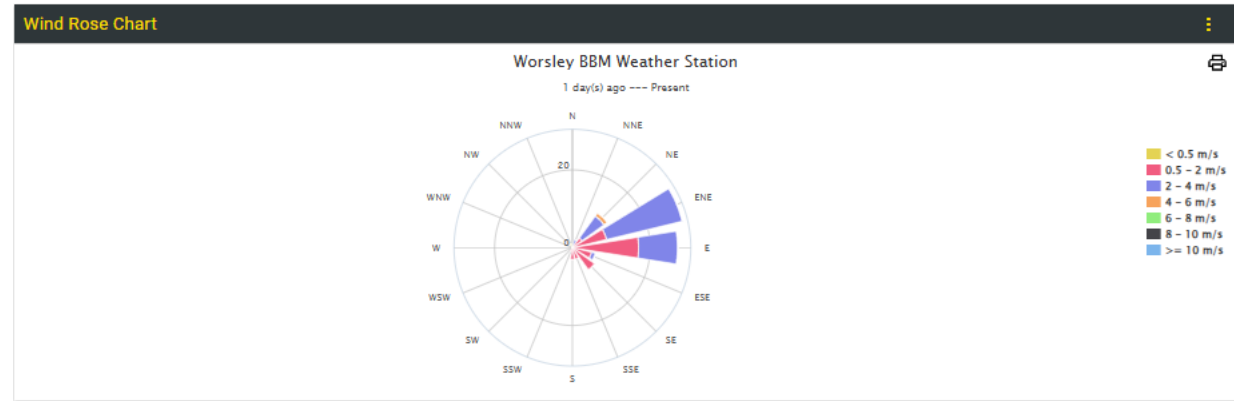 Wind Rose Chart
Worsley BBM Weather Station
1 day(s) ago --- Present
N
NNW
NNE
NW
NE
20
WNW
ENE
0
W
E
WSW
ESE
SW
SE
SSW
SSE
S
< 0.5 m/s
0.5 - 2 m/s
2 - 4 m/s
4 - 6 m/s
6 - 8 m/s
8 - 10 m/s
>= 10 m/s